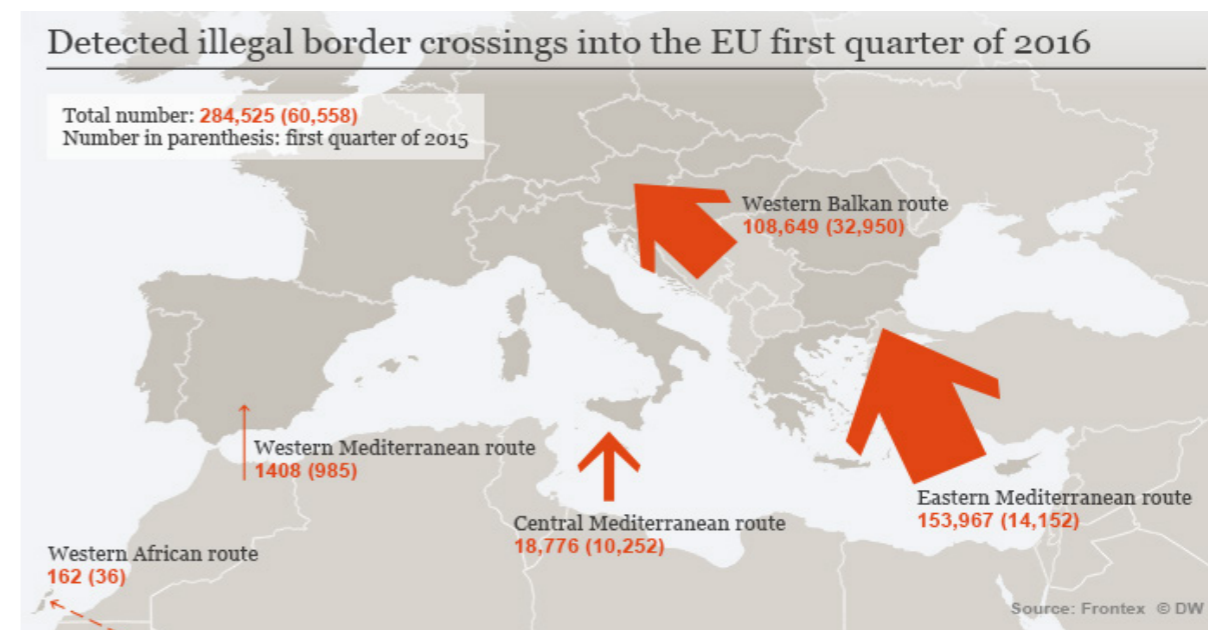 Detected illegal border crossings into the EU first quarter of 2016
Total number: 284,525 (60,558)
Number in parenthesis: first quarter of 2015
Western Balkan route
108,649 (32,950)
Western Mediterranean route
1408 (985)
Eastern Mediterranean route
153,967 (14,152)
Central Mediterranean route
18,776 (10,252)
Western African route
162 (36)
Source: Frontex © DW